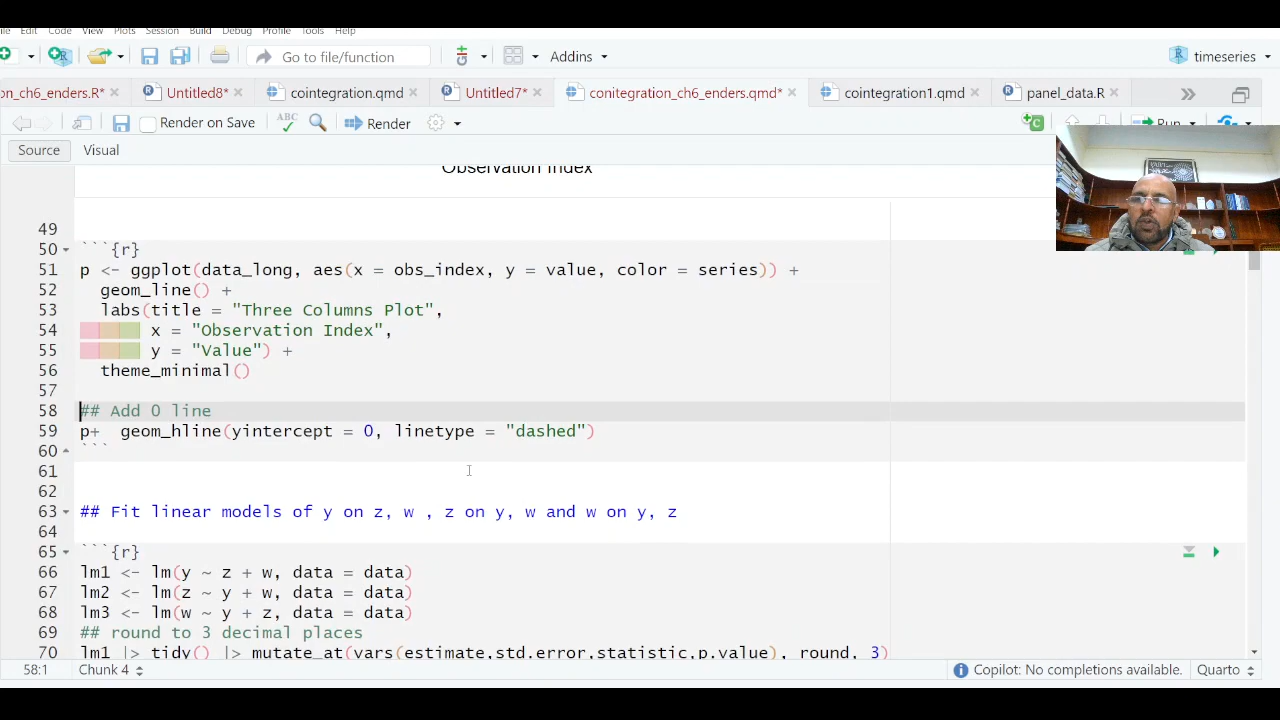 File Edit Code View Plots Session Build Debug Profile Tools Help
Go to file/function
Addins
timeseries
on_ch6_enders.R*
Untitled8*
cointegration.qmd
Untitled7*
conitegration_ch6_enders.qmd*
cointegration1.qmd
panel_data.R
Render on Save
ABC
Render
Run
Source
Visual
Observation Index
49
50 ```{r}
51 p <- ggplot(data_long, aes(x = obs_index, y = value, color = series)) +
52 geom_line() +
53 labs(title = "Three Columns Plot",
54 x = "Observation Index",
55 y = "Value") +
56 theme_minimal()
57
58 ## Add 0 line
59 p+ geom_hline(yintercept = 0, linetype = "dashed")
60 ```
61
62
63 ## Fit linear models of y on z, w , z on y, w and w on y, z
64
65 ```{r}
66 lm1 <- lm(y ~ z + w, data = data)
67 lm2 <- lm(z ~ y + w, data = data)
68 lm3 <- lm(w ~ y + z, data = data)
69 ## round to 3 decimal places
70 lm1 |> tidy() |> mutate_at(vars(estimate,std.error,statistic,p.value), round, 3)
58:1
Chunk 4
Copilot: No completions available.
Quarto